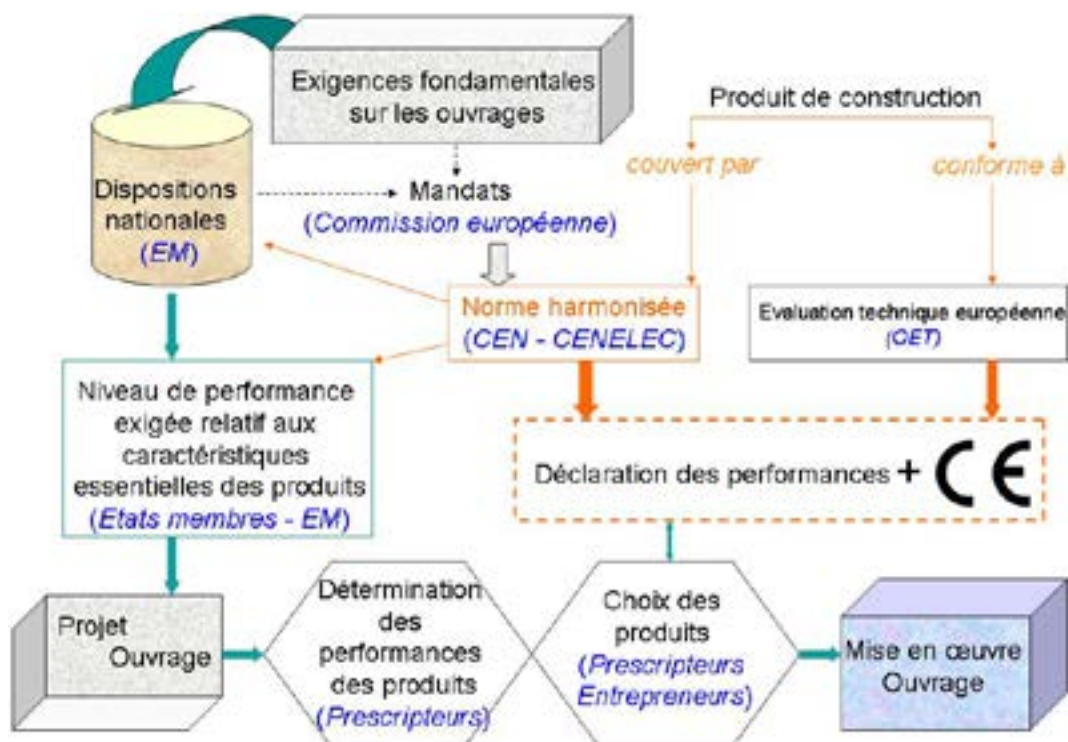 Exigences fondamentales
sur les ouvrages
Produit de construction
couvert par
conforme à
Dispositions
nationales
(EM)
Mandats
(Commission européenne)
Norme harmonisée
(CEN - CENELEC)
Evaluation technique européenne
(OET)
Niveau de performance
exigée relatif aux
caractéristiques
essentielles des produits
(Etats membres - EM)
Déclaration des performances + CE
Projet
Ouvrage
Détermination
des
performances
des produits
(Prescripteurs)
Choix des
produits
(Prescripteurs
Entrepreneurs)
Mise en œuvre
Ouvrage